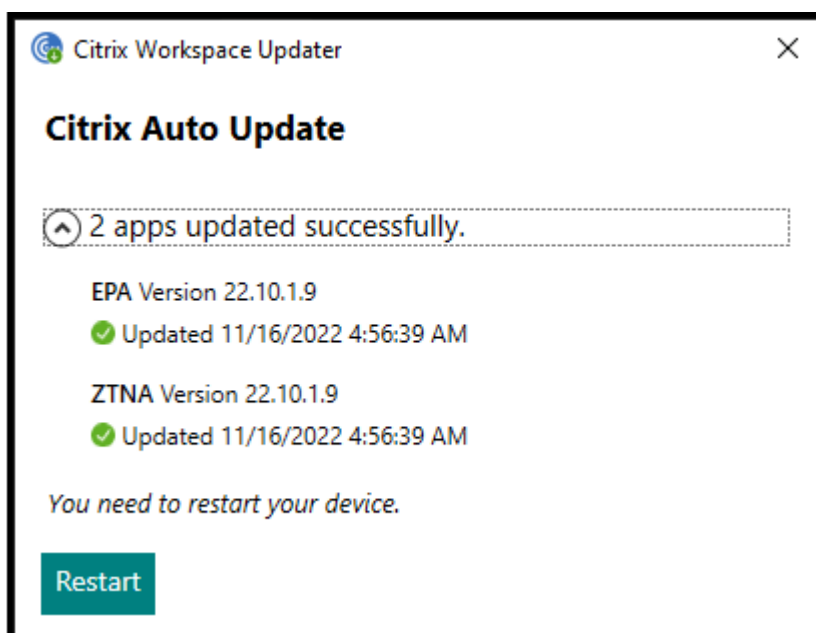 Citrix Workspace Updater
Citrix Auto Update
2 apps updated successfully.
EPA Version 22.10.1.9
Updated 11/16/2022 4:56:39 AM
ZTNA Version 22.10.1.9
Updated 11/16/2022 4:56:39 AM
You need to restart your device.
Restart